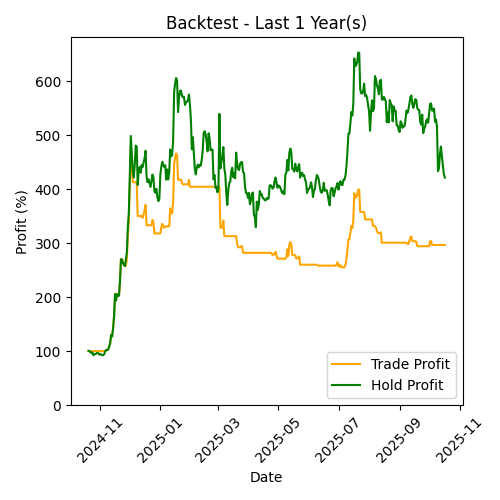 Backtest - Last 1 Year(s)
Profit (%)
600
500
400
300
200
100
0
Trade Profit
Hold Profit
2024-11
2025-01
2025-03
2025-05
2025-07
2025-09
2025-11
Date